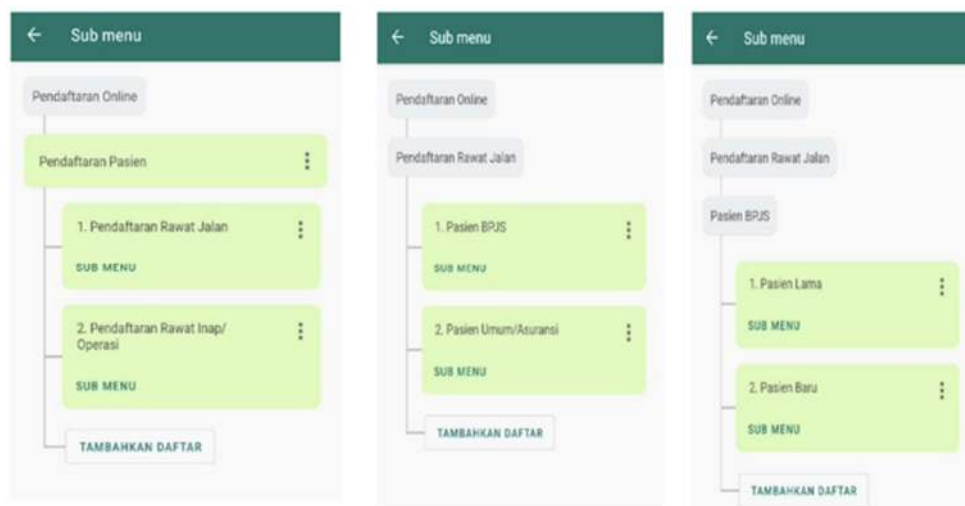 Sub menu
Pendaftaran Online
Pendaftaran Pasien
1. Pendaftaran Rawat Jalan
SUB MENU
2. Pendaftaran Rawat Inap/
Operasi
SUB MENU
TAMBAHKAN DAFTAR
Sub menu
Pendaftaran Online
Pendaftaran Rawat Jalan
1. Pasien BPJS
SUB MENU
2. Pasien Umum/Asuransi
SUB MENU
TAMBAHKAN DAFTAR
Sub menu
Pendaftaran Online
Pendaftaran Rawat Jalan
Pasien BPJS
1. Pasien Lama
SUB MENU
2. Pasien Baru
SUB MENU
TAMBAHKAN DAFTAR